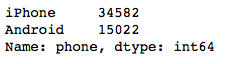 iPhone     34582
Android    15022
Name: phone, dtype: int64